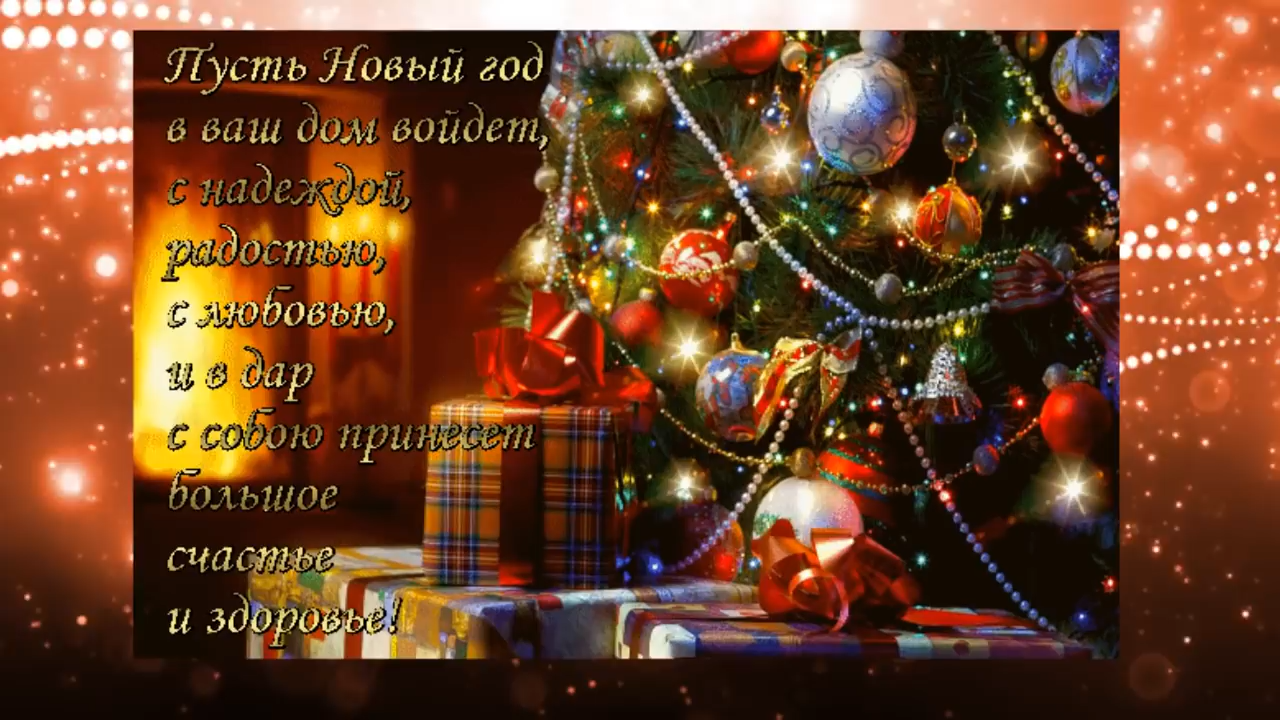 Пусть Новый год
в ваш дом войдет,
с надеждой,
радостью,
с любовью,
и в дар
с собою принесет
большое
счастье
и здоровье!